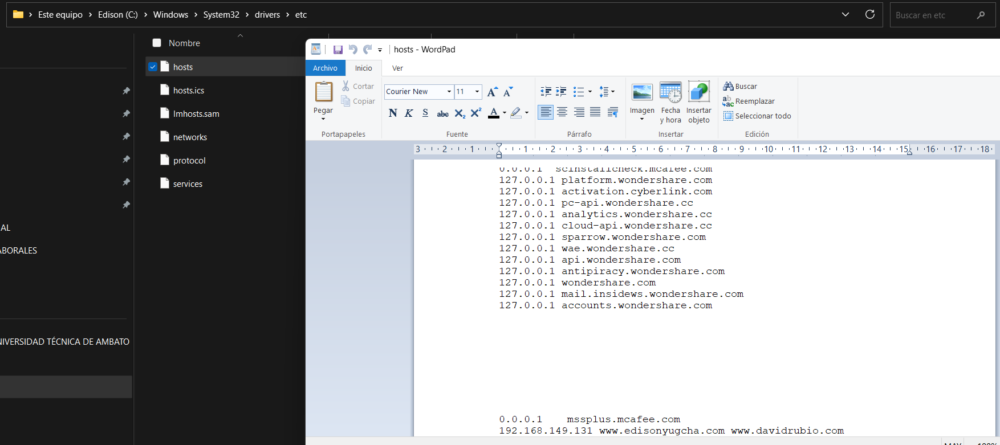 Este equipo > Edison (C:) > Windows > System32 > drivers > etc
Buscar en etc
Nombre
hosts
hosts.ics
lmhosts.sam
networks
protocol
services
AL
ABORALES
NIVERSIDAD TÉCNICA DE AMBATO
hosts - WordPad
Archivo
Inicio
Ver
Pegar
Cortar
Copiar
Portapapeles
Courier New
11
N K S abc X₂ X² A
Fuente
Párrafo
Imagen
Fecha y hora
Insertar objeto
Insertar
Buscar
Reemplazar
Seleccionar todo
Edición
3 2 1 1 2 3 4 5 6 7 8 9 10 11 12 13 14 15 16 17 18
0.0.0.1 scinstallcheck.mcafee.com
127.0.0.1 platform.wondershare.com
127.0.0.1 activation.cyberlink.com
127.0.0.1 pc-api.wondershare.cc
127.0.0.1 analytics.wondershare.cc
127.0.0.1 cloud-api.wondershare.cc
127.0.0.1 sparrow.wondershare.com
127.0.0.1 wae.wondershare.cc
127.0.0.1 api.wondershare.com
127.0.0.1 antipiracy.wondershare.com
127.0.0.1 wondershare.com
127.0.0.1 mail.insidews.wondershare.com
127.0.0.1 accounts.wondershare.com
0.0.0.1 mssplus.mcafee.com
192.168.149.131 www.edisonyugcha.com www.davidrubio.com